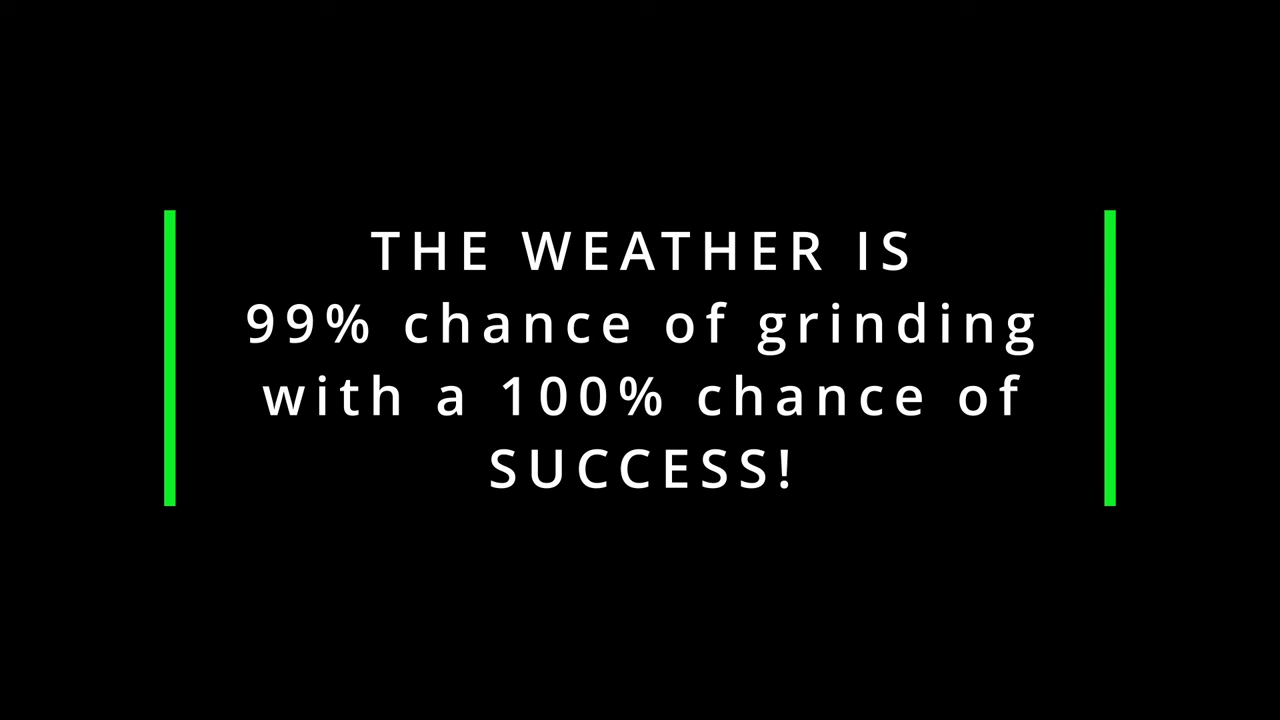 THE WEATHER IS
99% chance of grinding
with a 100% chance of
SUCCESS!